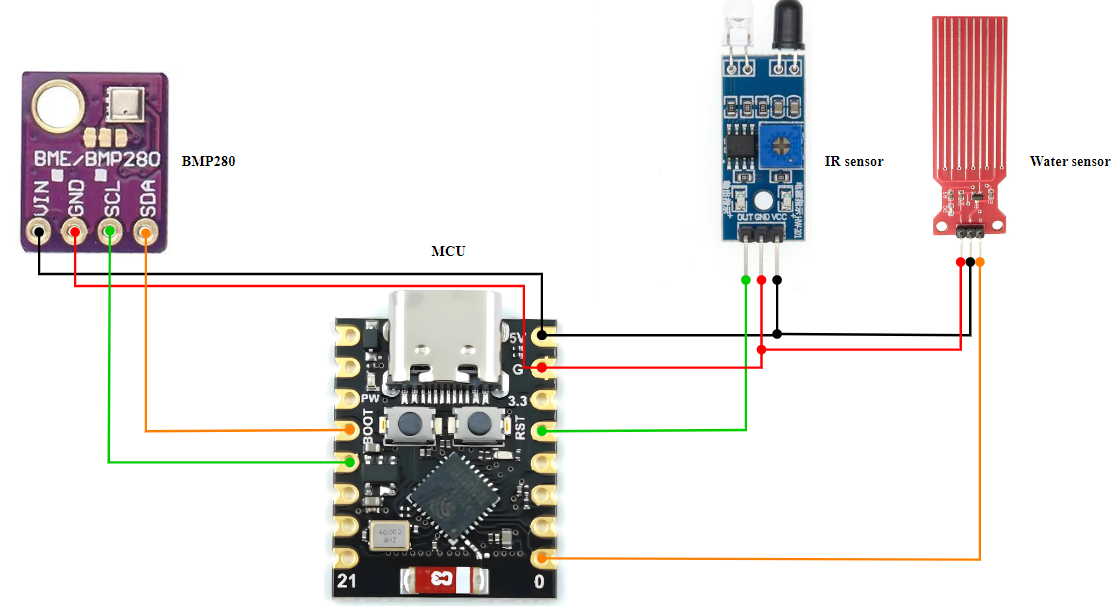 BME/BMP280
VIN
GND
SCL
SDA
BMP280
MCU
OUT GND VCC
IR sensor
Water sensor
5V
G
PW
3.3
BOOT
RST
21
0
C3